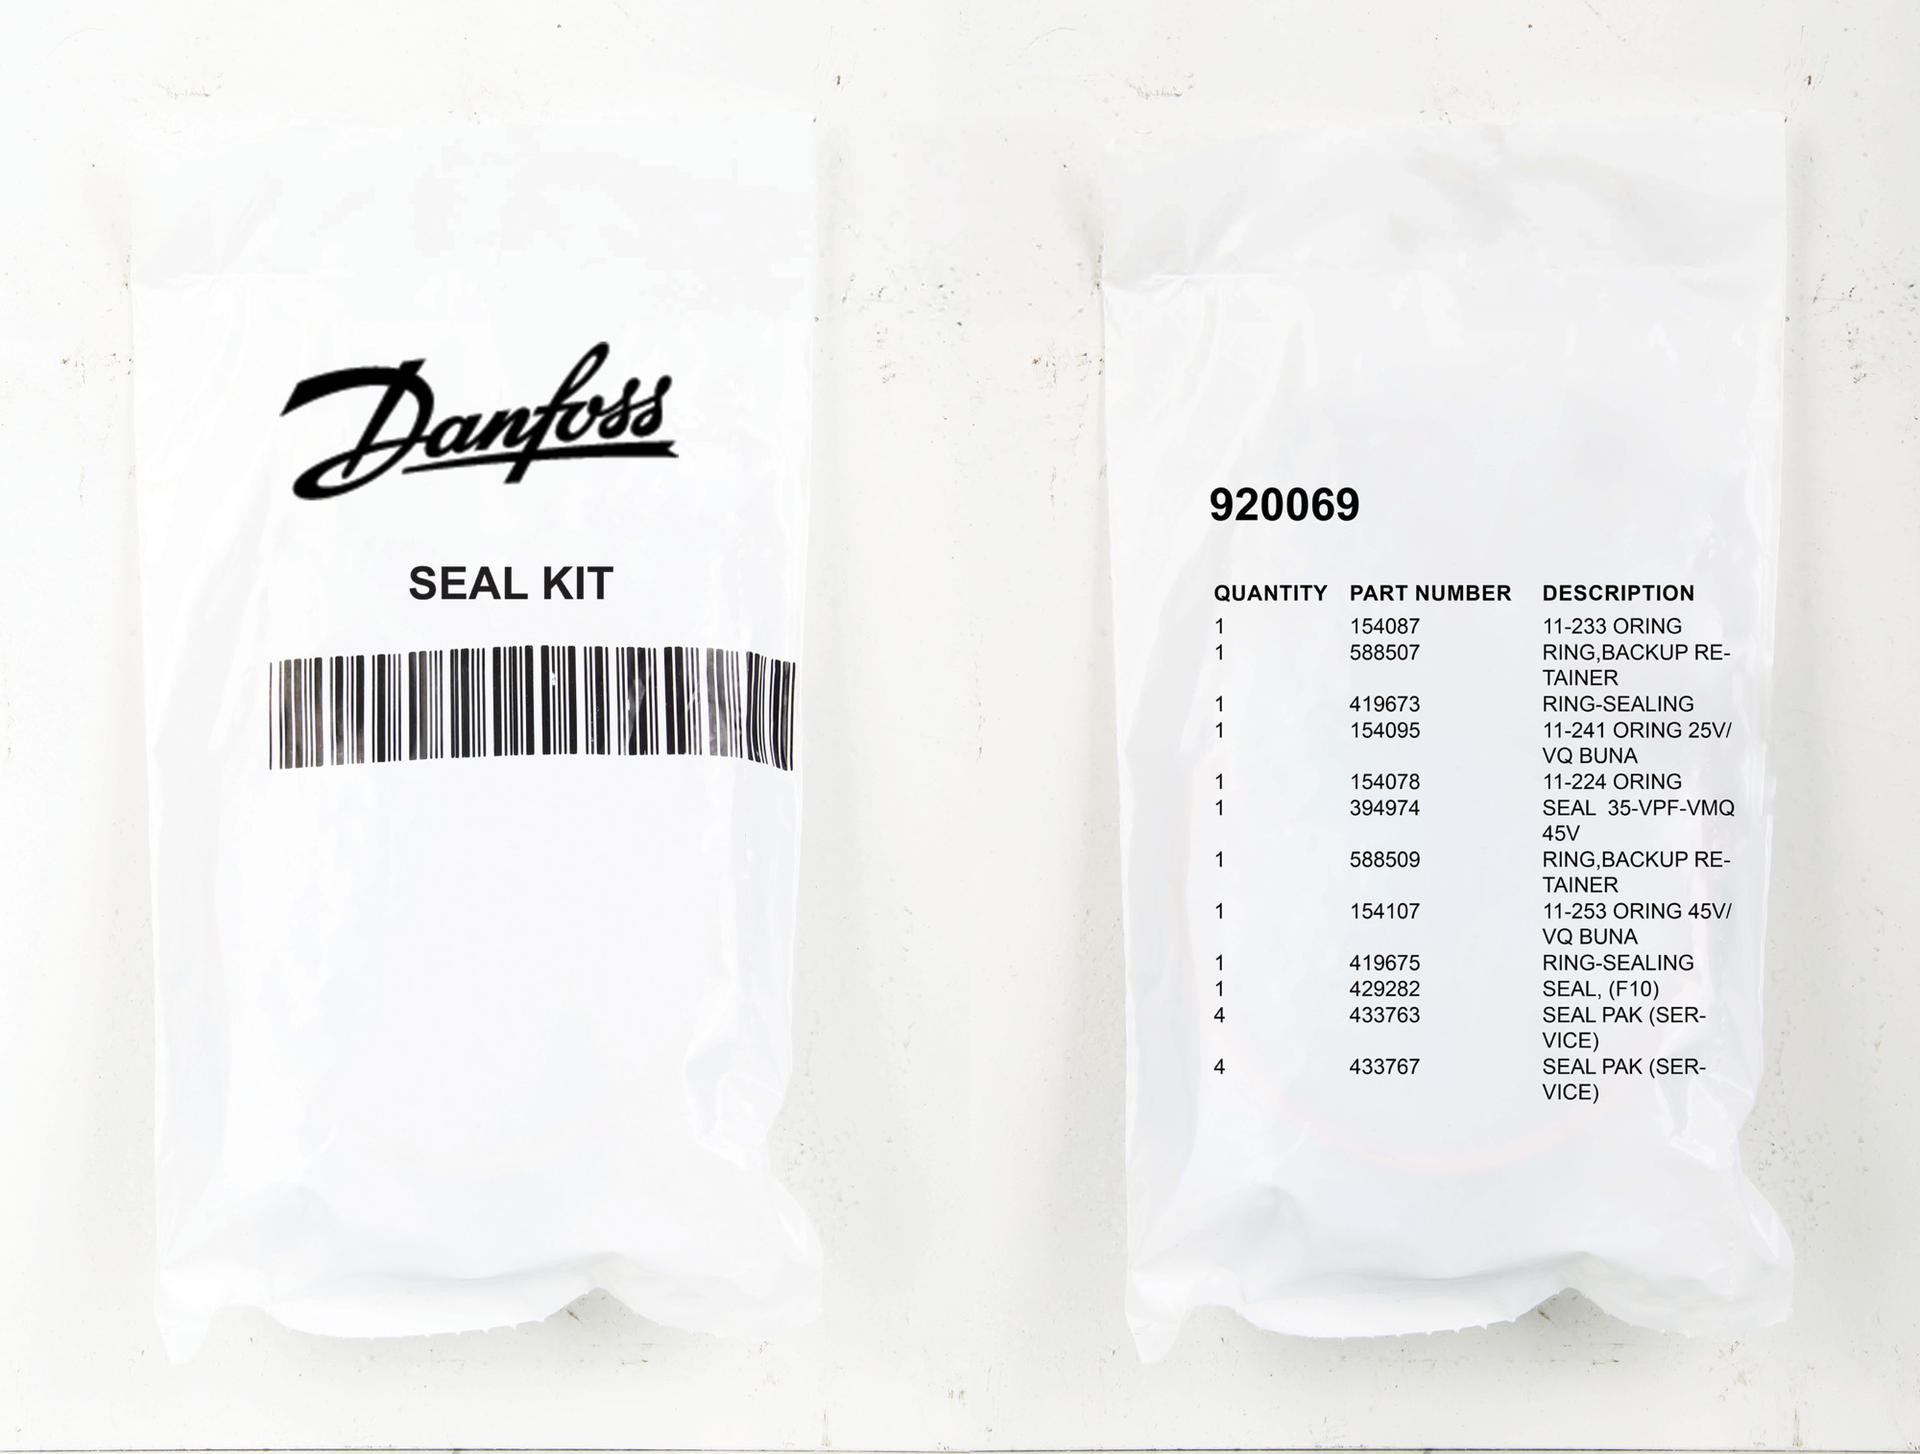 Danfoss
SEAL KIT
920069
QUANTITY PART NUMBER DESCRIPTION
1 154087 11-233 ORING
1 588507 RING,BACKUP RE-
TAINER
1 419673 RING-SEALING
1 154095 11-241 ORING 25V/
VQ BUNA
1 154078 11-224 ORING
1 394974 SEAL  35-VPF-VMQ
45V
1 588509 RING,BACKUP RE-
TAINER
1 154107 11-253 ORING 45V/
VQ BUNA
1 419675 RING-SEALING
1 429282 SEAL, (F10)
4 433763 SEAL PAK (SER-
VICE)
4 433767 SEAL PAK (SER-
VICE)